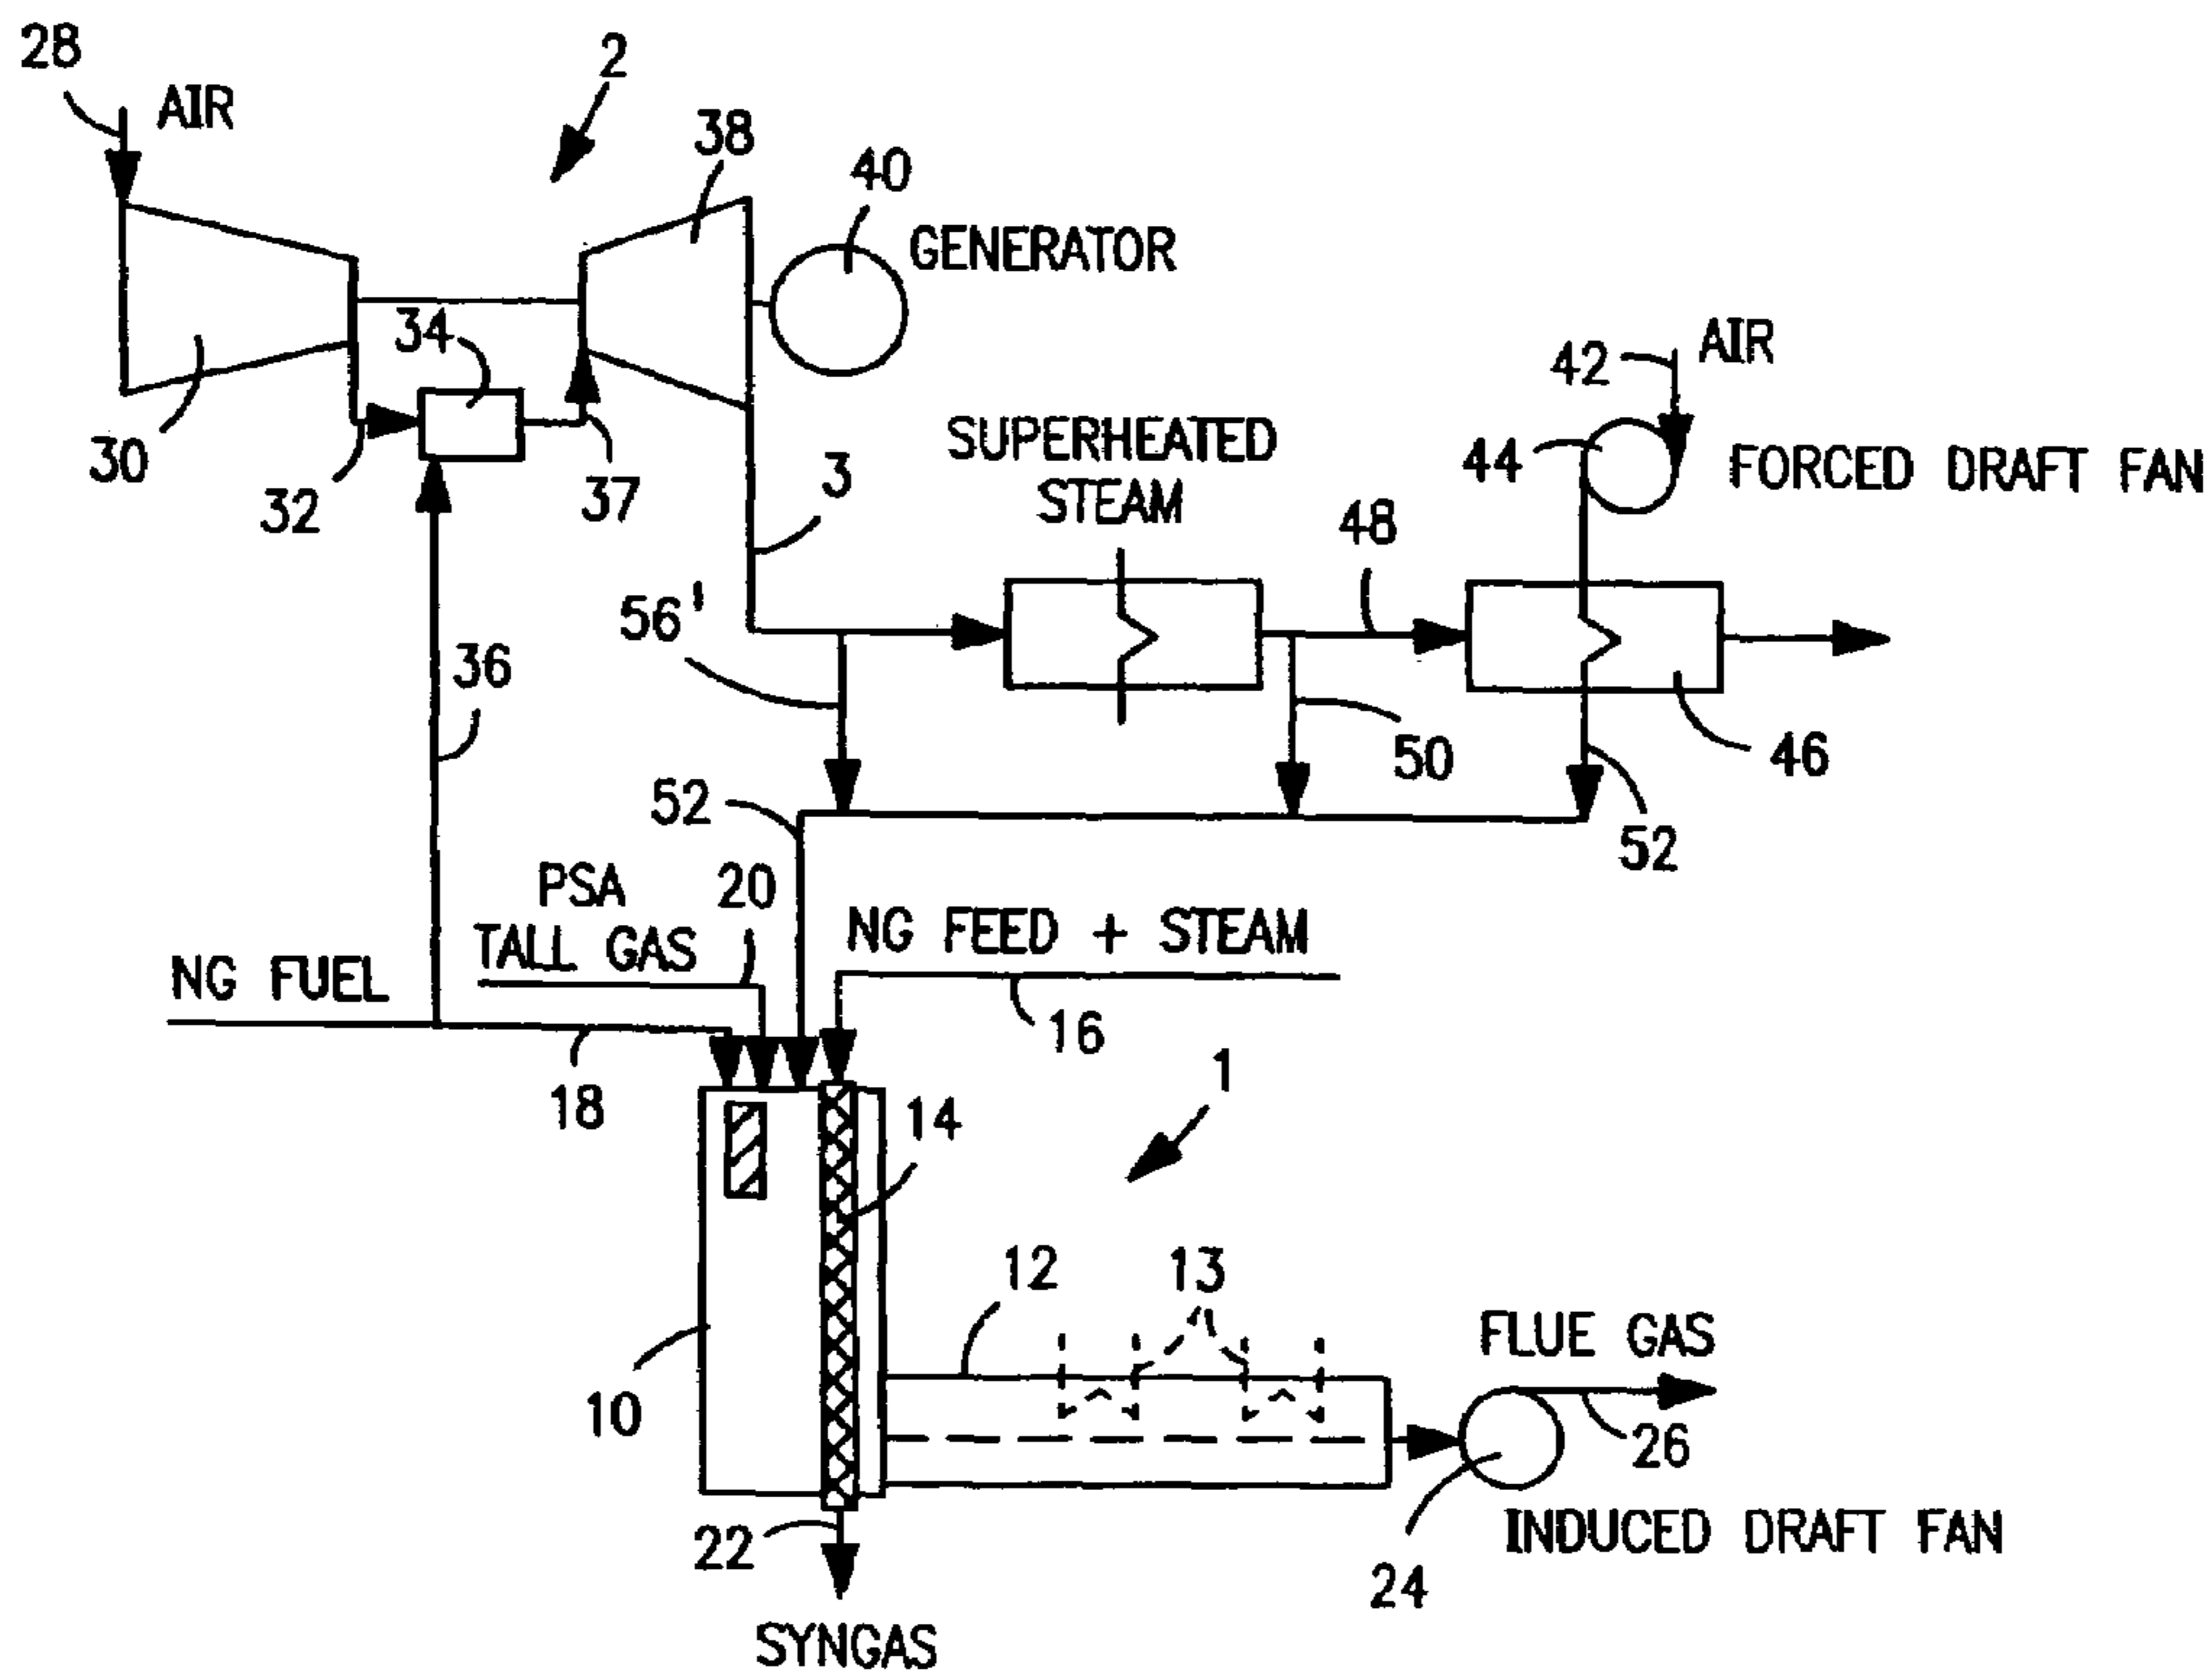 28
AIR
2
38
40
GENERATOR
34
30
32
37
3
42
AIR
44
FORCED DRAFT FAN
SUPERHEATED
STEAM
48
56'
36
50
46
52
52
PSA
TALL GAS
20
NG FEED + STEAM
NG FUEL
16
18
1
14
12
13
10
FLUE GAS
26
22
INDUCED DRAFT FAN
24
SYNGAS